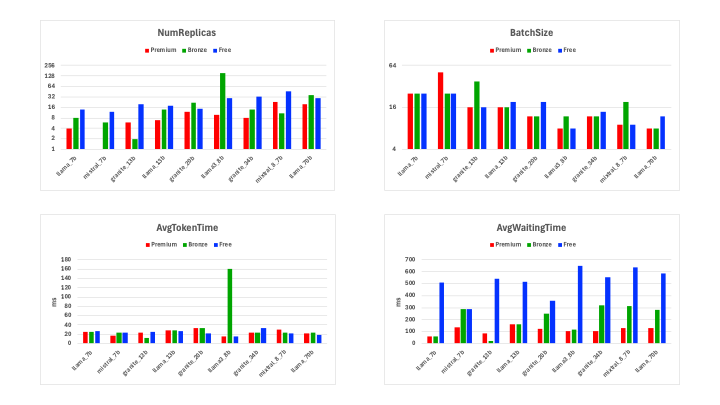 NumReplicas
Premium Bronze Free
256
128
64
32
16
8
4
2
1
llama_7b mistral_7b granite_13b llama_13b granite_20b llama3_8b granite_34b mixtral_8_7b llama_70b
BatchSize
Premium Bronze Free
64
16
4
llama_7b mistral_7b granite_13b llama_13b granite_20b llama3_8b granite_34b mixtral_8_7b llama_70b
AvgTokenTime
Premium Bronze Free
180
160
140
120
100
80
60
40
20
0
ms
llama_7b mistral_7b granite_13b llama_13b granite_20b llama3_8b granite_34b mixtral_8_7b llama_70b
AvgWaitingTime
Premium Bronze Free
700
600
500
400
300
200
100
0
ms
llama_7b mistral_7b granite_13b llama_13b granite_20b llama3_8b granite_34b mixtral_8_7b llama_70b